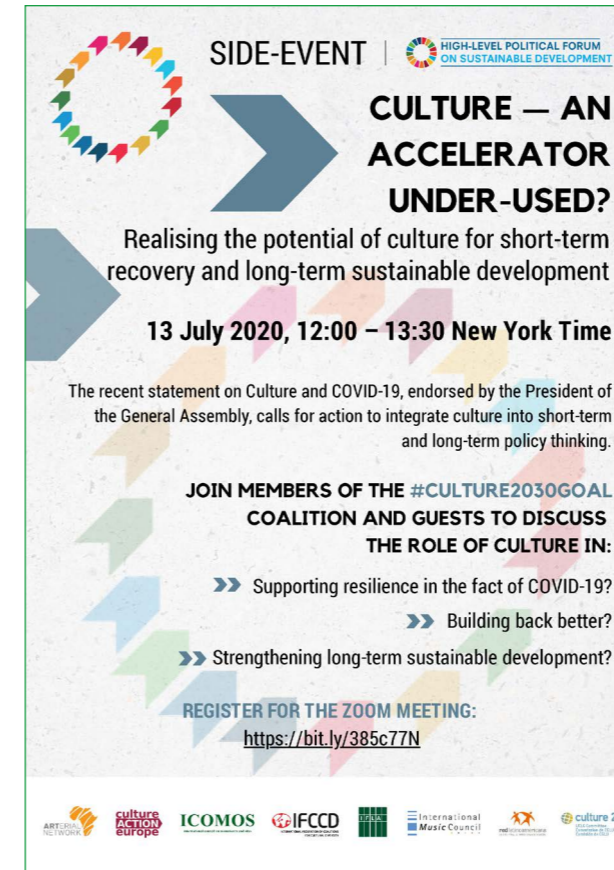 SIDE-EVENT
HIGH-LEVEL POLITICAL FORUM
ON SUSTAINABLE DEVELOPMENT
CULTURE — AN
ACCELERATOR
UNDER-USED?
Realising the potential of culture for short-term
recovery and long-term sustainable development
13 July 2020, 12:00 – 13:30 New York Time
The recent statement on Culture and COVID-19, endorsed by the President of
the General Assembly, calls for action to integrate culture into short-term
and long-term policy thinking.
JOIN MEMBERS OF THE #CULTURE2030GOAL
COALITION AND GUESTS TO DISCUSS
THE ROLE OF CULTURE IN:
Supporting resilience in the fact of COVID-19?
Building back better?
Strengthening long-term sustainable development?
REGISTER FOR THE ZOOM MEETING:
https://bit.ly/385c77N
ARTERIAL
NETWORK
culture
ACTION
europe
ICOMOS
IFCCD
IFLA
International
Music Council
culture 2